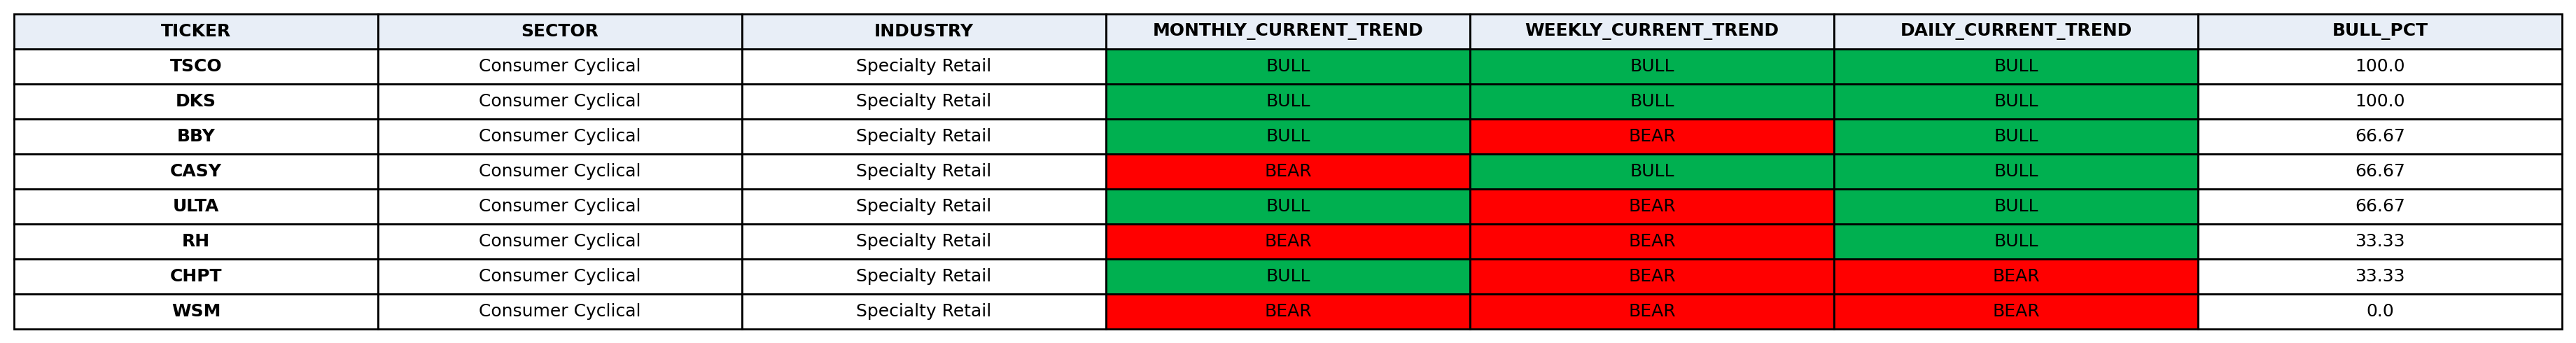 TICKER SECTOR INDUSTRY MONTHLY_CURRENT_TREND WEEKLY_CURRENT_TREND DAILY_CURRENT_TREND BULL_PCT
TSCO Consumer Cyclical Specialty Retail BULL BULL BULL 100.0
DKS Consumer Cyclical Specialty Retail BULL BULL BULL 100.0
BBY Consumer Cyclical Specialty Retail BULL BEAR BULL 66.67
CASY Consumer Cyclical Specialty Retail BEAR BULL BULL 66.67
ULTA Consumer Cyclical Specialty Retail BULL BEAR BULL 66.67
RH Consumer Cyclical Specialty Retail BEAR BEAR BULL 33.33
CHPT Consumer Cyclical Specialty Retail BULL BEAR BEAR 33.33
WSM Consumer Cyclical Specialty Retail BEAR BEAR BEAR 0.0